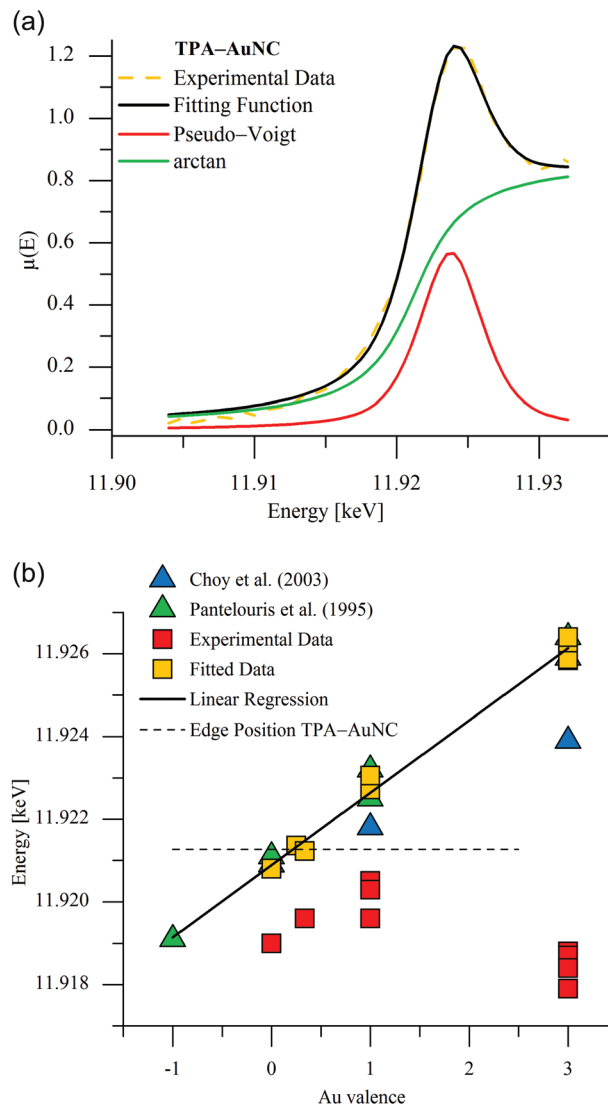 (a)
TPA–AuNC
Experimental Data
Fitting Function
Pseudo–Voigt
arctan
1.2
1.0
0.8
0.6
0.4
0.2
0.0
μ(E)
11.90 11.91 11.92 11.93
Energy [keV]
(b)
Choy et al. (2003)
Pantelouris et al. (1995)
Experimental Data
Fitted Data
Linear Regression
Edge Position TPA–AuNC
11.926
11.924
11.922
11.920
11.918
Energy [keV]
-1 0 1 2 3
Au valence